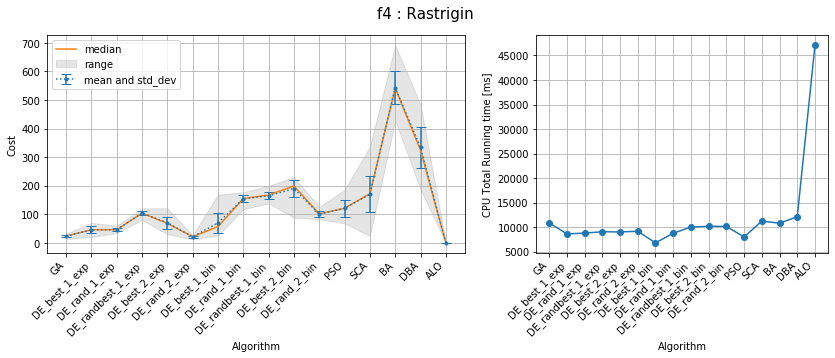 f4 : Rastrigin
700
600
500
400
300
200
100
0
Cost
median
range
mean and std_dev
GA
DE_best_1_exp
DE_rand_1_exp
DE_randbest_1_exp
DE_best_2_exp
DE_rand_2_exp
DE_best_1_bin
DE_rand_1_bin
DE_randbest_1_bin
DE_best_2_bin
DE_rand_2_bin
PSO
SCA
BA
DBA
ALO
Algorithm
45000
40000
35000
30000
25000
20000
15000
10000
5000
CPU Total Running time [ms]
GA
DE_best_1_exp
DE_rand_1_exp
DE_randbest_1_exp
DE_best_2_exp
DE_rand_2_exp
DE_best_1_bin
DE_rand_1_bin
DE_randbest_1_bin
DE_best_2_bin
DE_rand_2_bin
PSO
SCA
BA
DBA
ALO
Algorithm